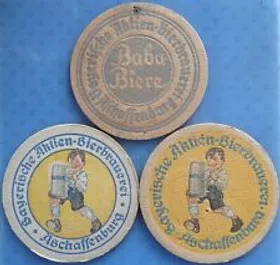 Bayerische Aktien-Bierbrauerei
Aschaffenburg
Baba
Biere
Bayerische Aktien-Bierbrauerei
Aschaffenburg
Bayerische Aktien-Bierbrauerei
Aschaffenburg